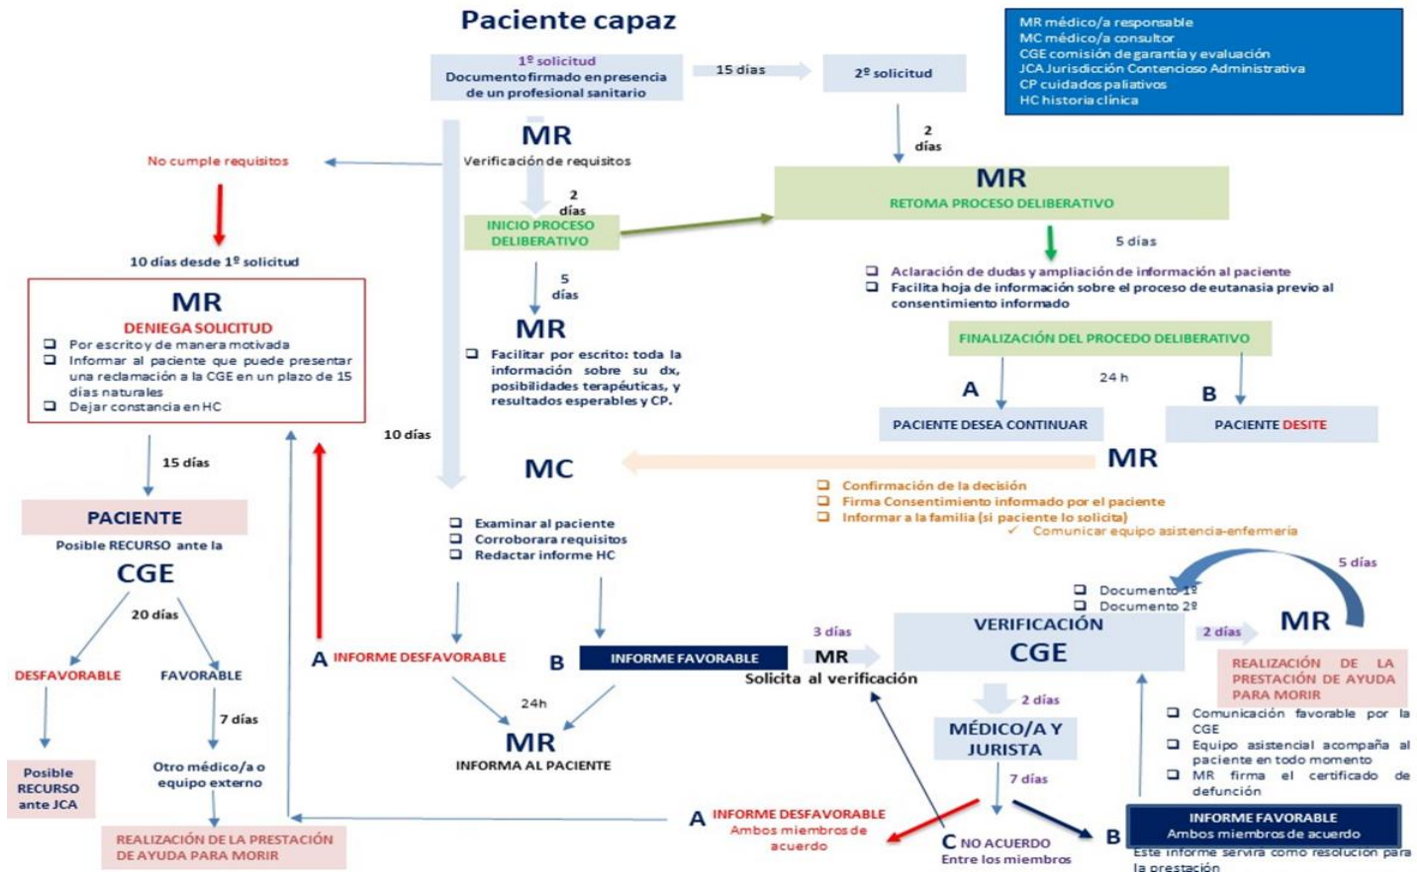 Paciente capaz
MR médico/a responsable
MC médico/a consultor
CGE comisión de garantía y evaluación
JCA Jurisdicción Contencioso Administrativa
CP cuidados paliativos
HC historia clínica
1º solicitud
Documento firmado en presencia
de un profesional sanitario
15 días
2º solicitud
2
días
MR
Verificación de requisitos
No cumple requisitos
2
días
INICIO PROCESO
DELIBERATIVO
MR
RETOMA PROCESO DELIBERATIVO
5 días
Aclaración de dudas y ampliación de información al paciente
Facilita hoja de información sobre el proceso de eutanasia previo al
consentimiento informado
10 días desde 1º solicitud
MR
DENIEGA SOLICITUD
Por escrito y de manera motivada
Informar al paciente que puede presentar
una reclamación a la CGE en un plazo de 15
días naturales
Dejar constancia en HC
5
días
MR
Facilitar por escrito: toda la
información sobre su dx,
posibilidades terapéuticas, y
resultados esperables y CP.
FINALIZACIÓN DEL PROCEDO DELIBERATIVO
24 h
A
B
PACIENTE DESEA CONTINUAR
PACIENTE DESITE
10 días
MC
MR
Confirmación de la decisión
Firma Consentimiento informado por el paciente
Informar a la familia (si paciente lo solicita)
✓ Comunicar equipo asistencia-enfermería
15 días
PACIENTE
Posible RECURSO ante la
CGE
20 días
DESFAVORABLE
FAVORABLE
7 días
Posible
RECURSO
ante JCA
Otro médico/a o
equipo externo
REALIZACIÓN DE LA PRESTACIÓN
DE AYUDA PARA MORIR
Examinar al paciente
Corroborara requisitos
Redactar informe HC
A INFORME DESFAVORABLE
B INFORME FAVORABLE
24h
MR
INFORMA AL PACIENTE
3 días
MR
Solicita al verificación
Documento 1º
Documento 2º
VERIFICACIÓN
CGE
2 días
MR
5 días
REALIZACIÓN DE LA
PRESTACIÓN DE AYUDA
PARA MORIR
Comunicación favorable por la
CGE
Equipo asistencial acompaña al
paciente en todo momento
MR firma el certificado de
defunción
2 días
MÉDICO/A Y
JURISTA
7 días
A INFORME DESFAVORABLE
Ambos miembros de
acuerdo
C NO ACUERDO
Entre los miembros
B
INFORME FAVORABLE
Ambos miembros de acuerdo
Este informe servirá como resolución para
la prestación